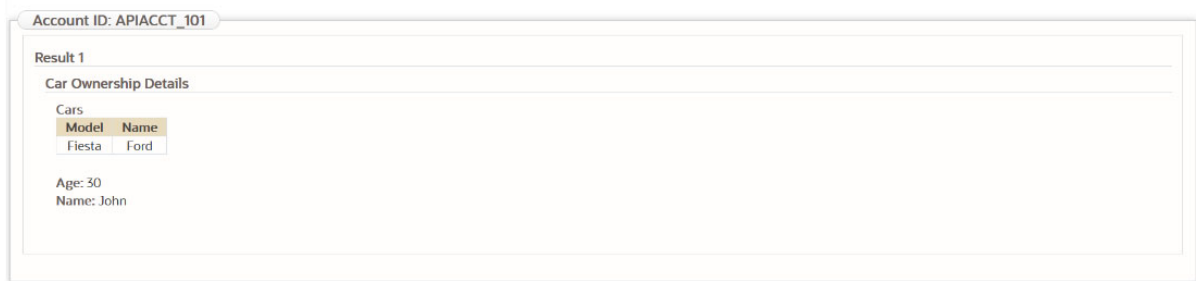 Account ID: APIACCT_101
Result 1
Car Ownership Details
Cars
Model Name
Fiesta Ford
Age: 30
Name: John